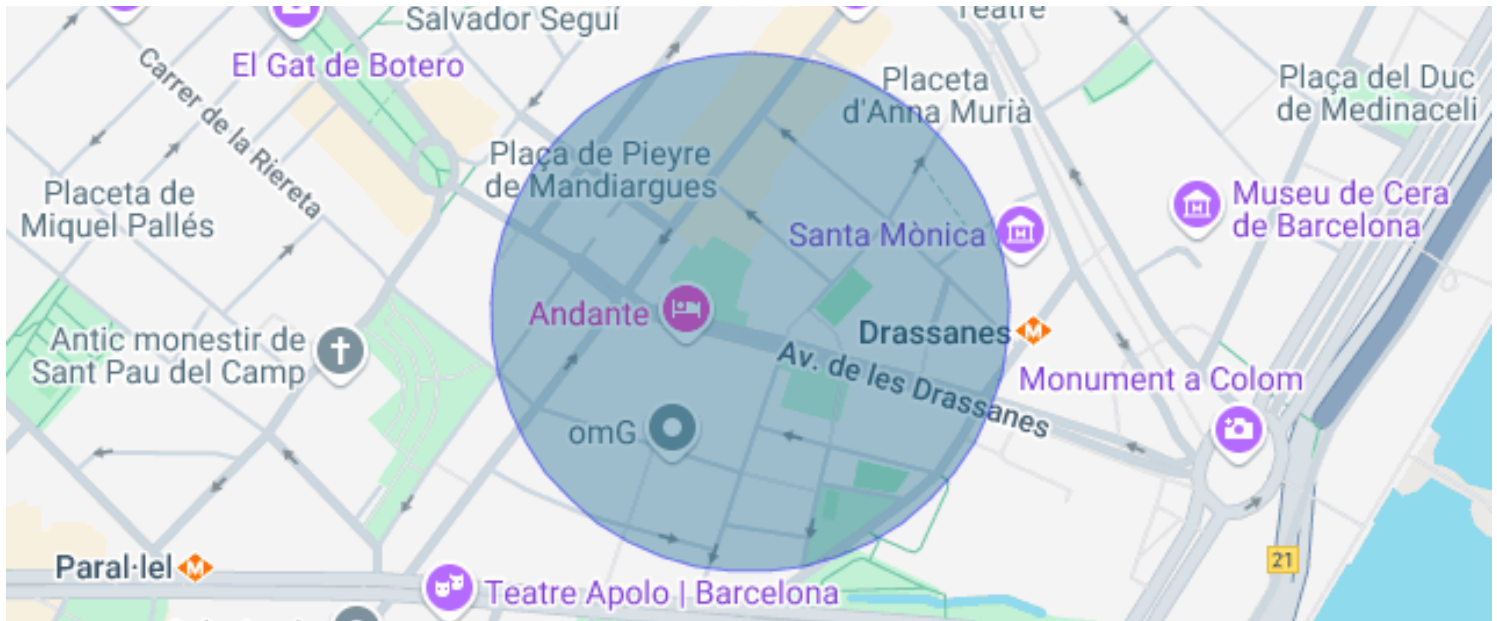 Salvador Seguí
Teatre
El Gat de Botero
Carrer de la Riereta
Placeta
d'Anna Murià
Plaça del Duc
de Medinaceli
Plaça de Pieyre
de Mandiargues
Placeta de
Miquel Pallés
Museu de Cera
de Barcelona
Santa Mònica
Andante
Drassanes
Antic monestir de
Sant Pau del Camp
Av. de les Drassanes
Monument a Colom
omG
Paral·lel
21
Teatre Apolo | Barcelona